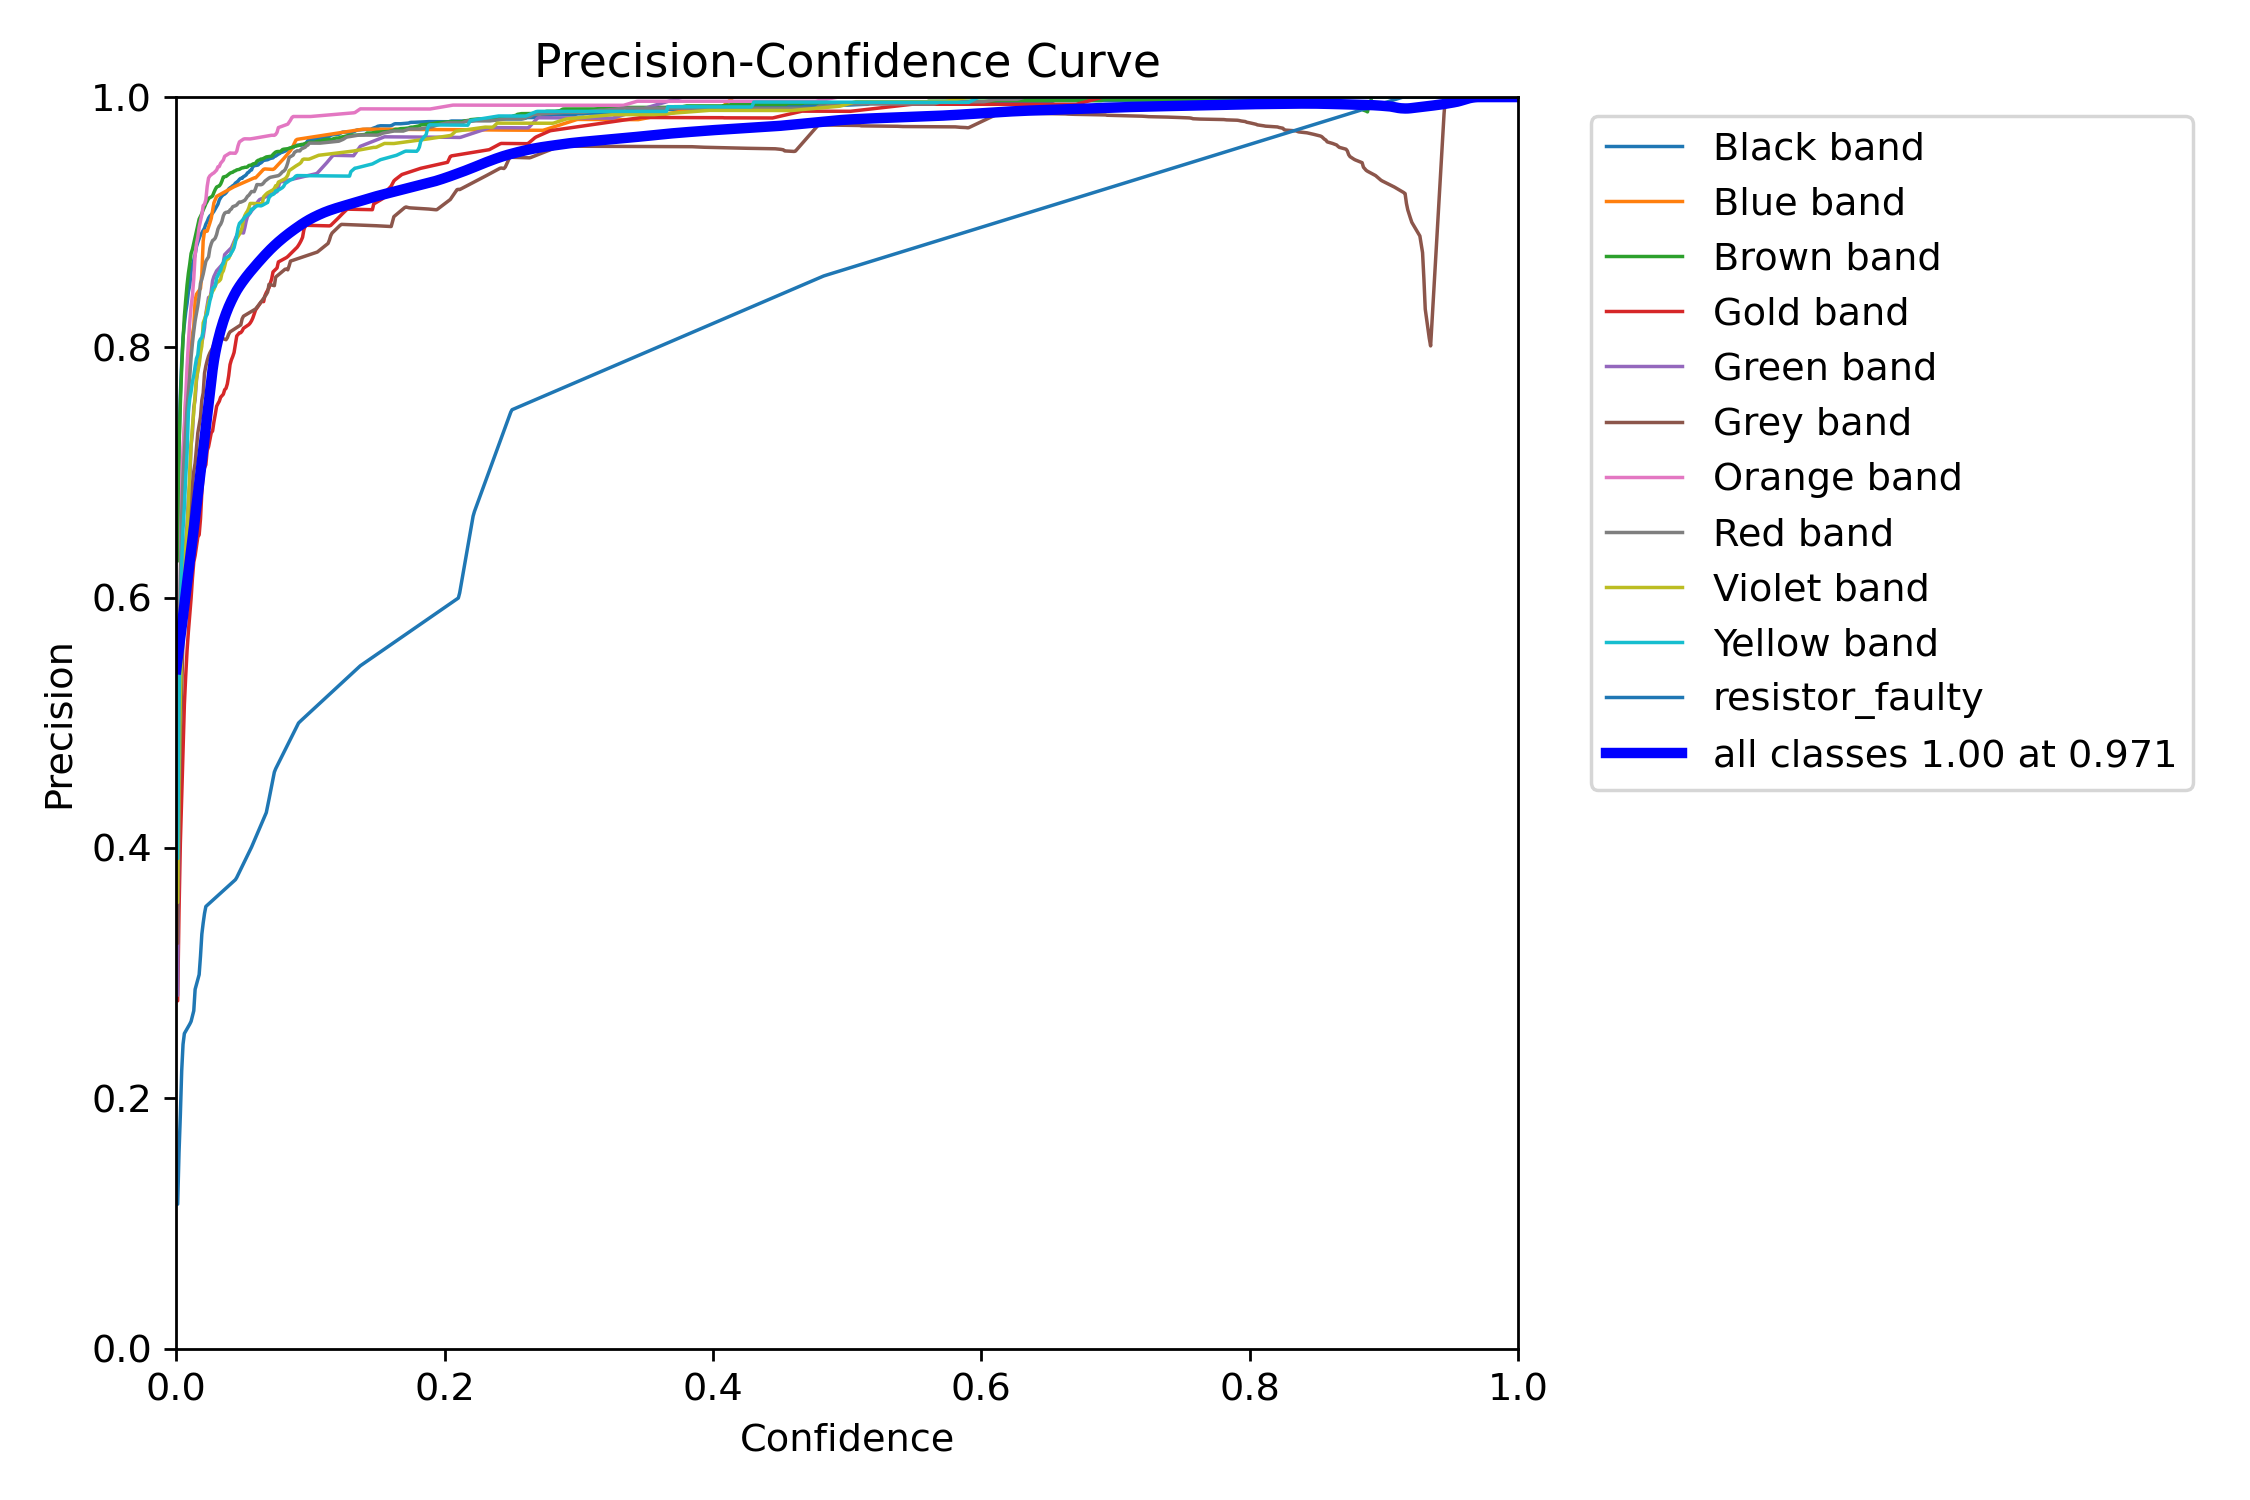 Precision-Confidence Curve
1.0
0.8
0.6
0.4
0.2
0.0
Precision
0.0 0.2 0.4 0.6 0.8 1.0
Confidence
Black band
Blue band
Brown band
Gold band
Green band
Grey band
Orange band
Red band
Violet band
Yellow band
resistor_faulty
all classes 1.00 at 0.971